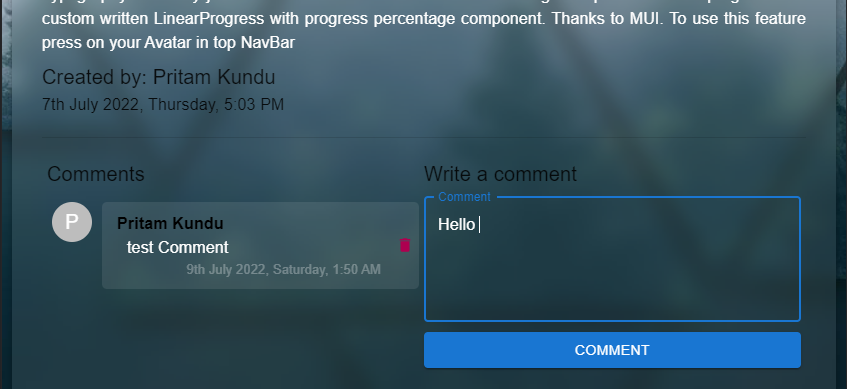 custom written LinearProgress with progress percentage component. Thanks to MUI. To use this feature
press on your Avatar in top NavBar
Created by: Pritam Kundu
7th July 2022, Thursday, 5:03 PM
Comments
P
Pritam Kundu
test Comment
9th July 2022, Saturday, 1:50 AM
Write a comment
Comment
Hello
COMMENT